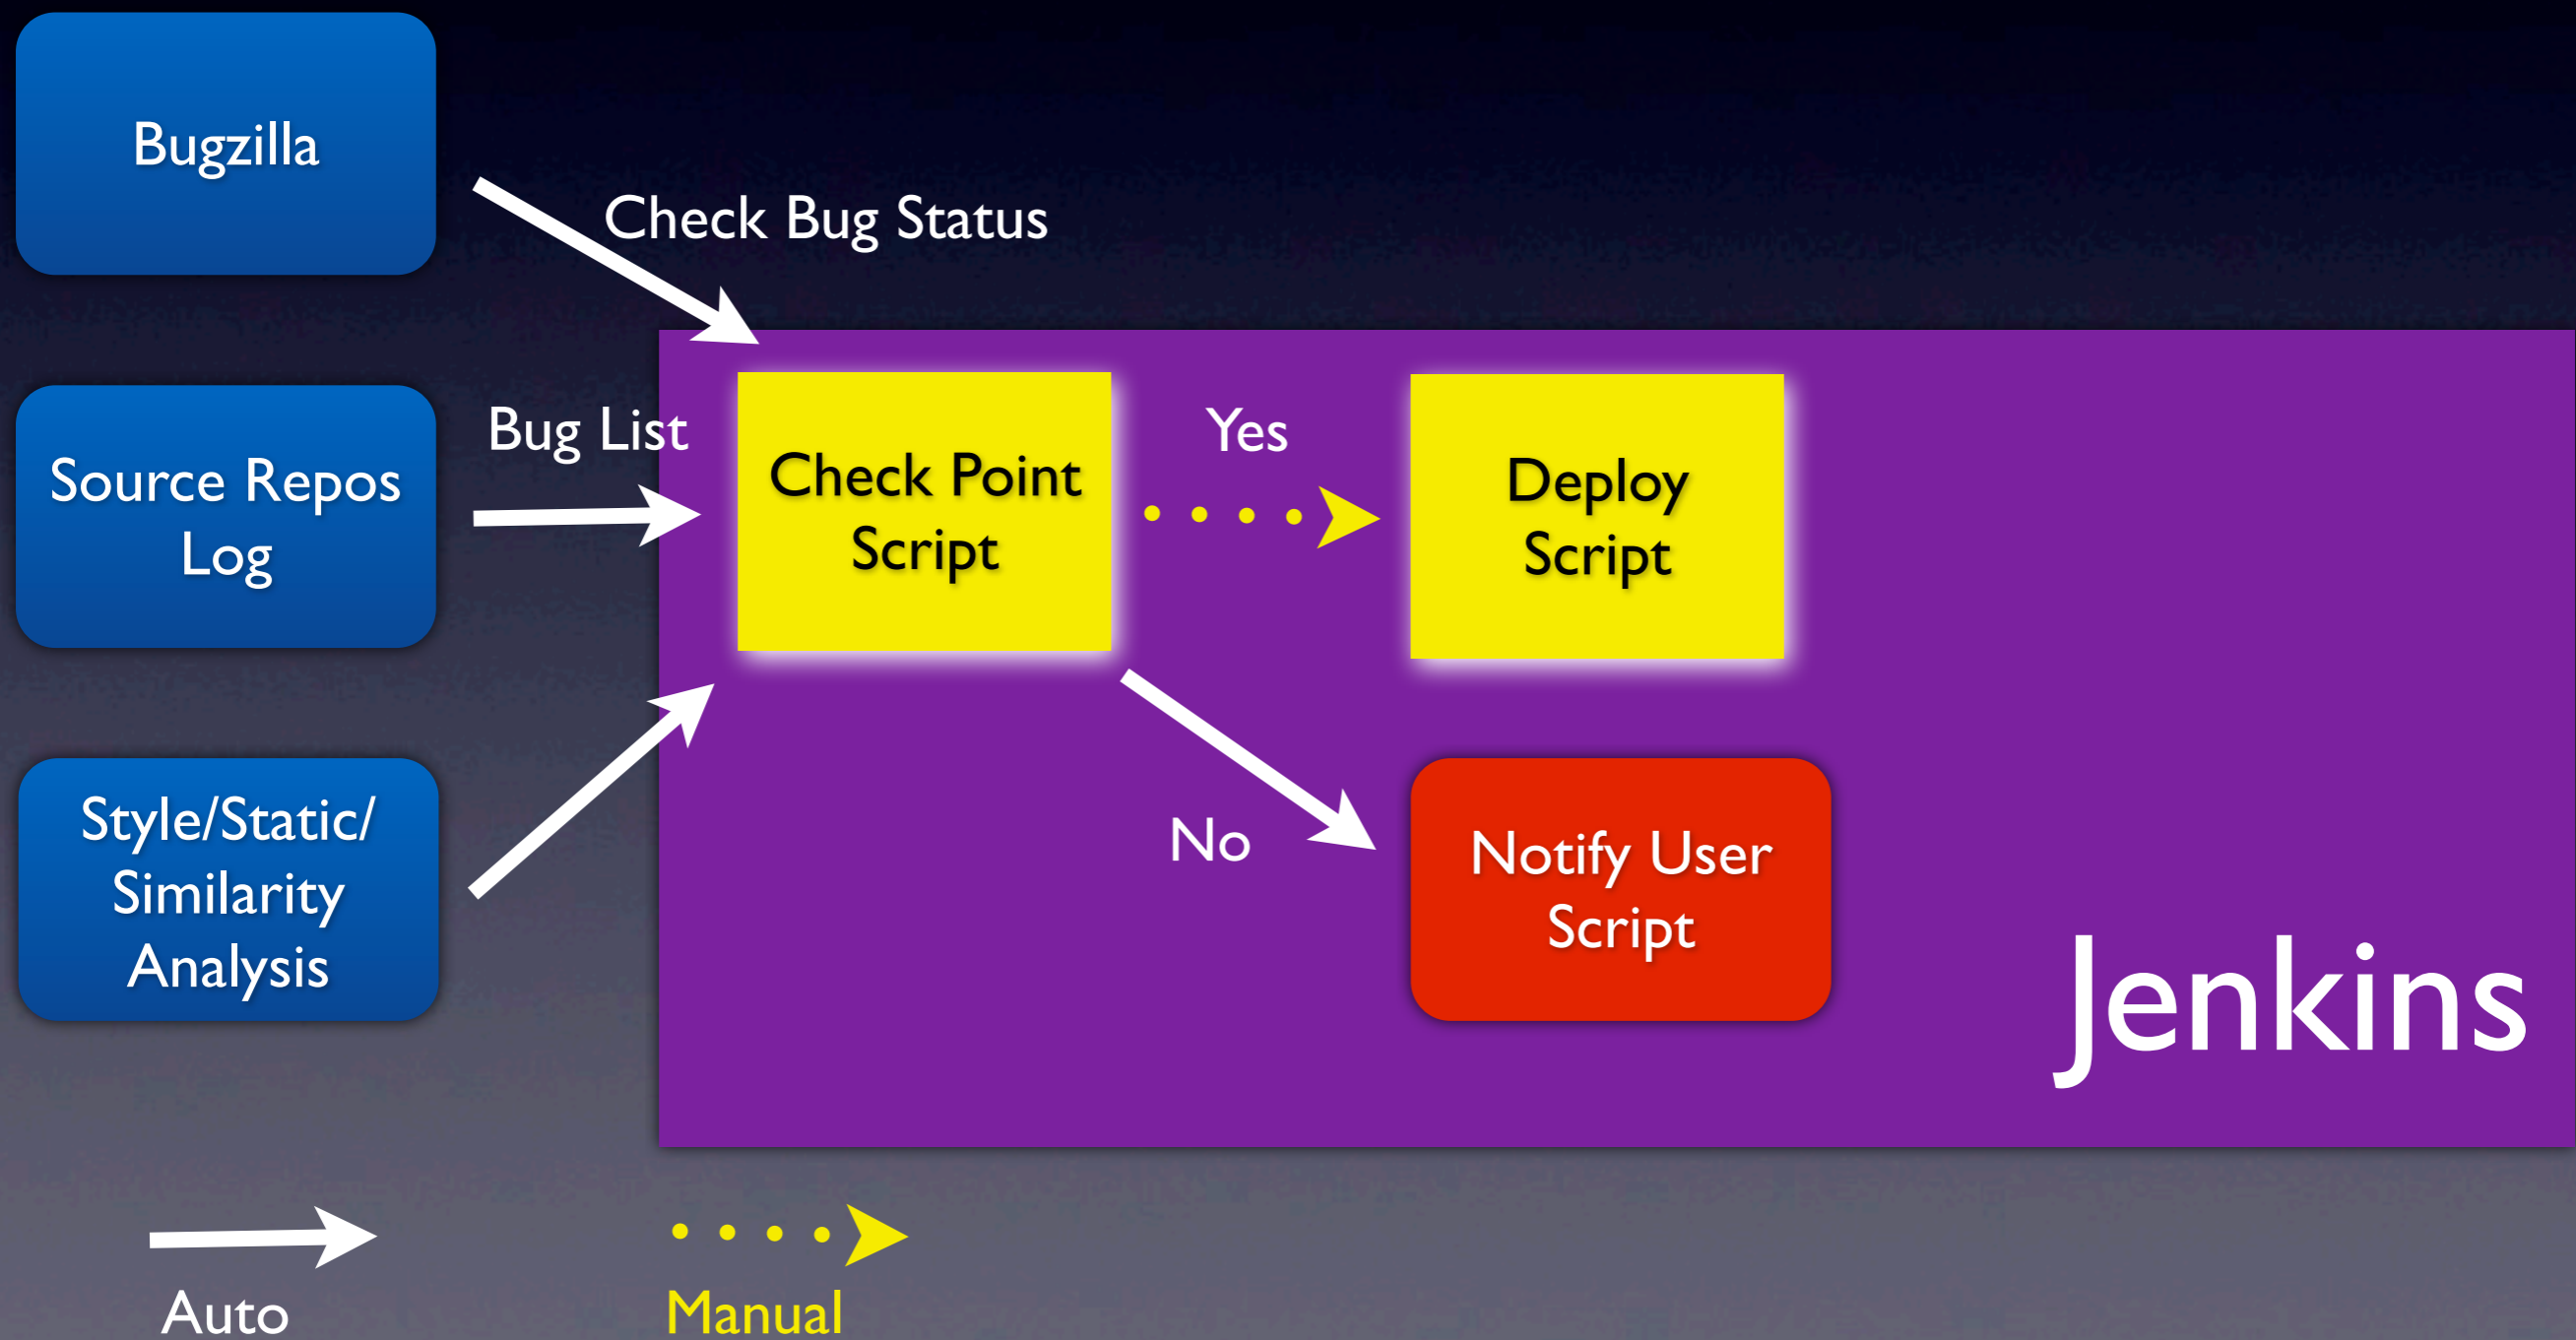 Bugzilla
Check Bug Status
Source Repos
Log
Bug List
Check Point
Script
Yes
Deploy
Script
Style/Static/
Similarity
Analysis
No
Notify User
Script
Jenkins
Auto
Manual